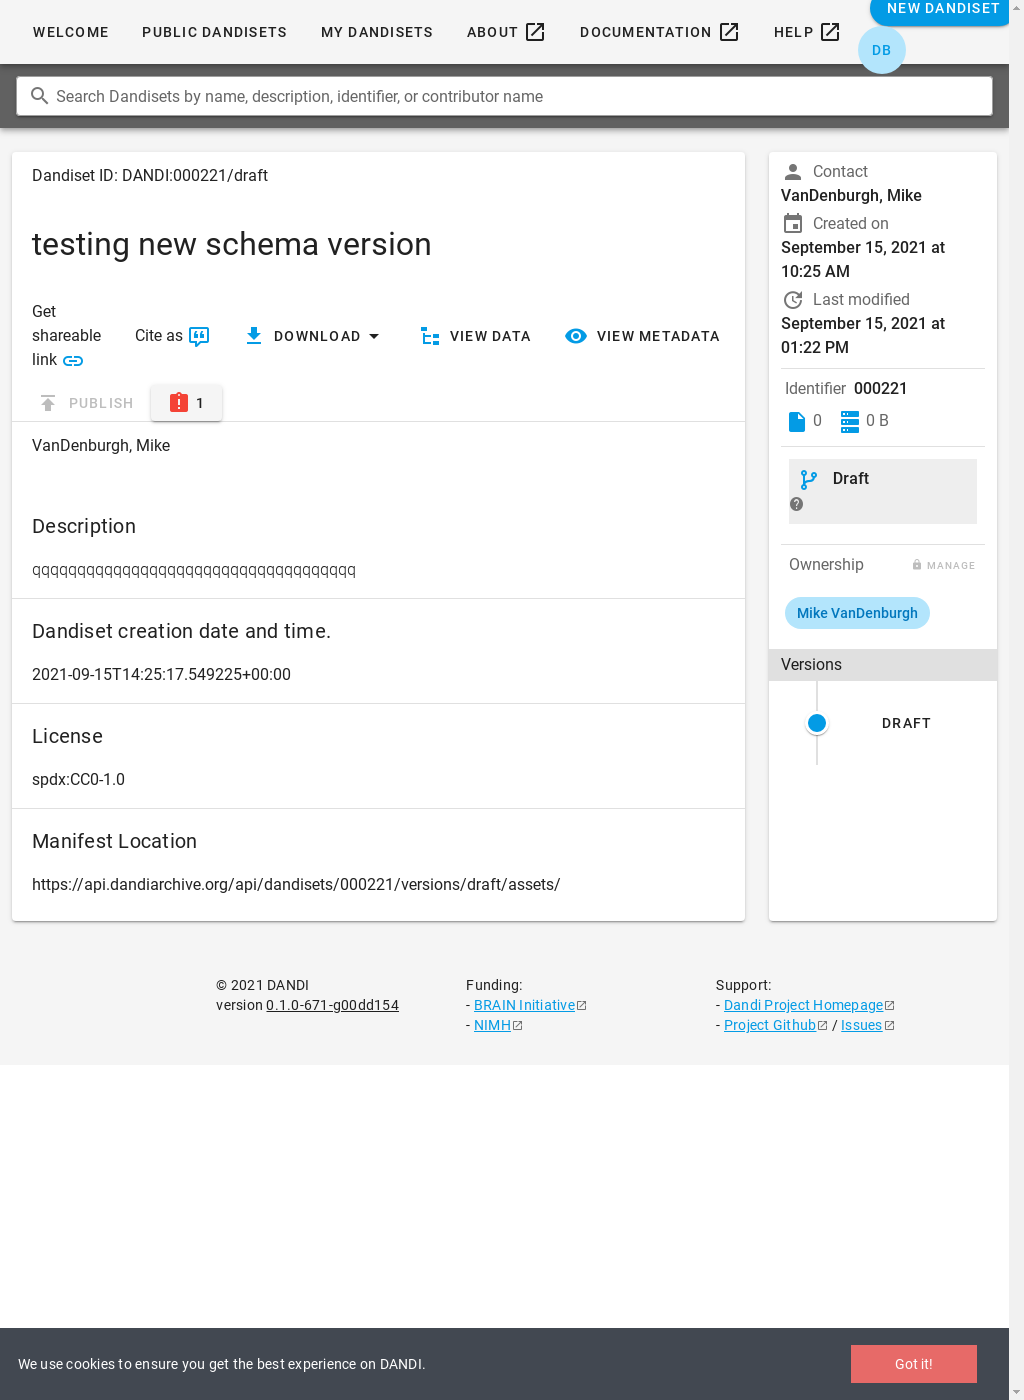 WELCOME PUBLIC DANDISETS MY DANDISETS ABOUT DOCUMENTATION HELP NEW DANDISET
DB
Search Dandisets by name, description, identifier, or contributor name
Dandiset ID: DANDI:000221/draft
testing new schema version
Get
shareable
link
Cite as
DOWNLOAD
VIEW DATA
VIEW METADATA
PUBLISH
1
VanDenburgh, Mike
Description
qqqqqqqqqqqqqqqqqqqqqqqqqqqqqqqqqqqq
Dandiset creation date and time.
2021-09-15T14:25:17.549225+00:00
License
spdx:CC0-1.0
Manifest Location
https://api.dandiarchive.org/api/dandisets/000221/versions/draft/assets/
Contact
VanDenburgh, Mike
Created on
September 15, 2021 at
10:25 AM
Last modified
September 15, 2021 at
01:22 PM
Identifier 000221
0 0 B
Draft
Ownership MANAGE
Mike VanDenburgh
Versions
DRAFT
© 2021 DANDI
version 0.1.0-671-g00dd154
Funding:
- BRAIN Initiative
- NIMH
Support:
- Dandi Project Homepage
- Project Github / Issues
We use cookies to ensure you get the best experience on DANDI.
Got it!